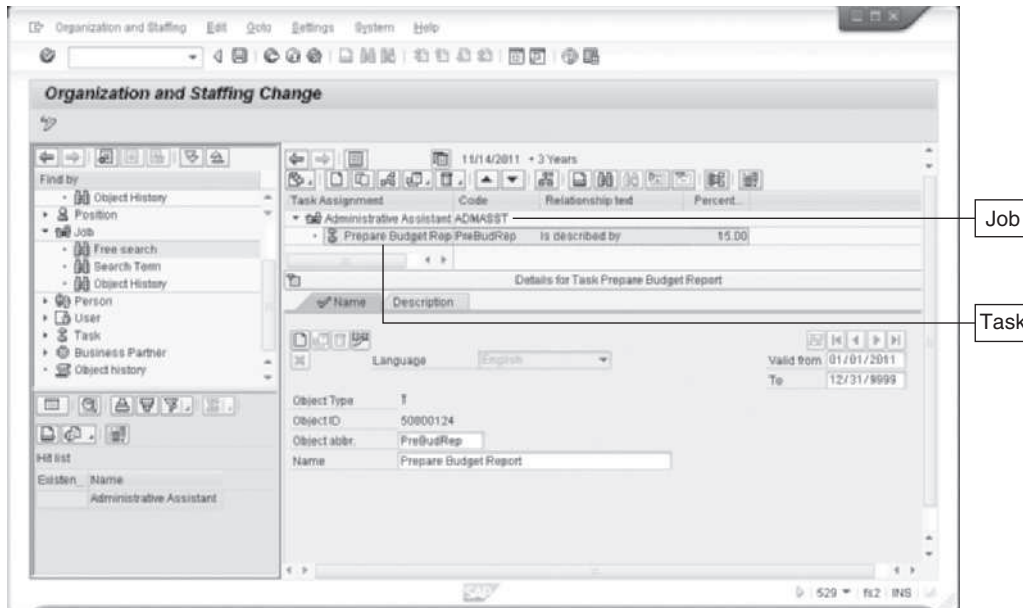 Organization and Staffing Edit Goto Settings System Help
Organization and Staffing Change
11/14/2011 + 3 Years
Find by
Object History
Position
Job
Free search
Search Term
Object History
Person
User
Task
Business Partner
Object history
Hit list
Existen_ Name
Administrative Assistant
Task Assignment Code Relationship text Percent...
Administrative Assistant ADMASST
Prepare Budget Rep PreBudRep Is described by 15.00
Details for Task Prepare Budget Report
Name Description
Language English
Valid from 01/01/2011
To 12/31/9999
Object Type T
Object ID 50800124
Object abbr. PreBudRep
Name Prepare Budget Report
SAP
529 INS
Job
Task